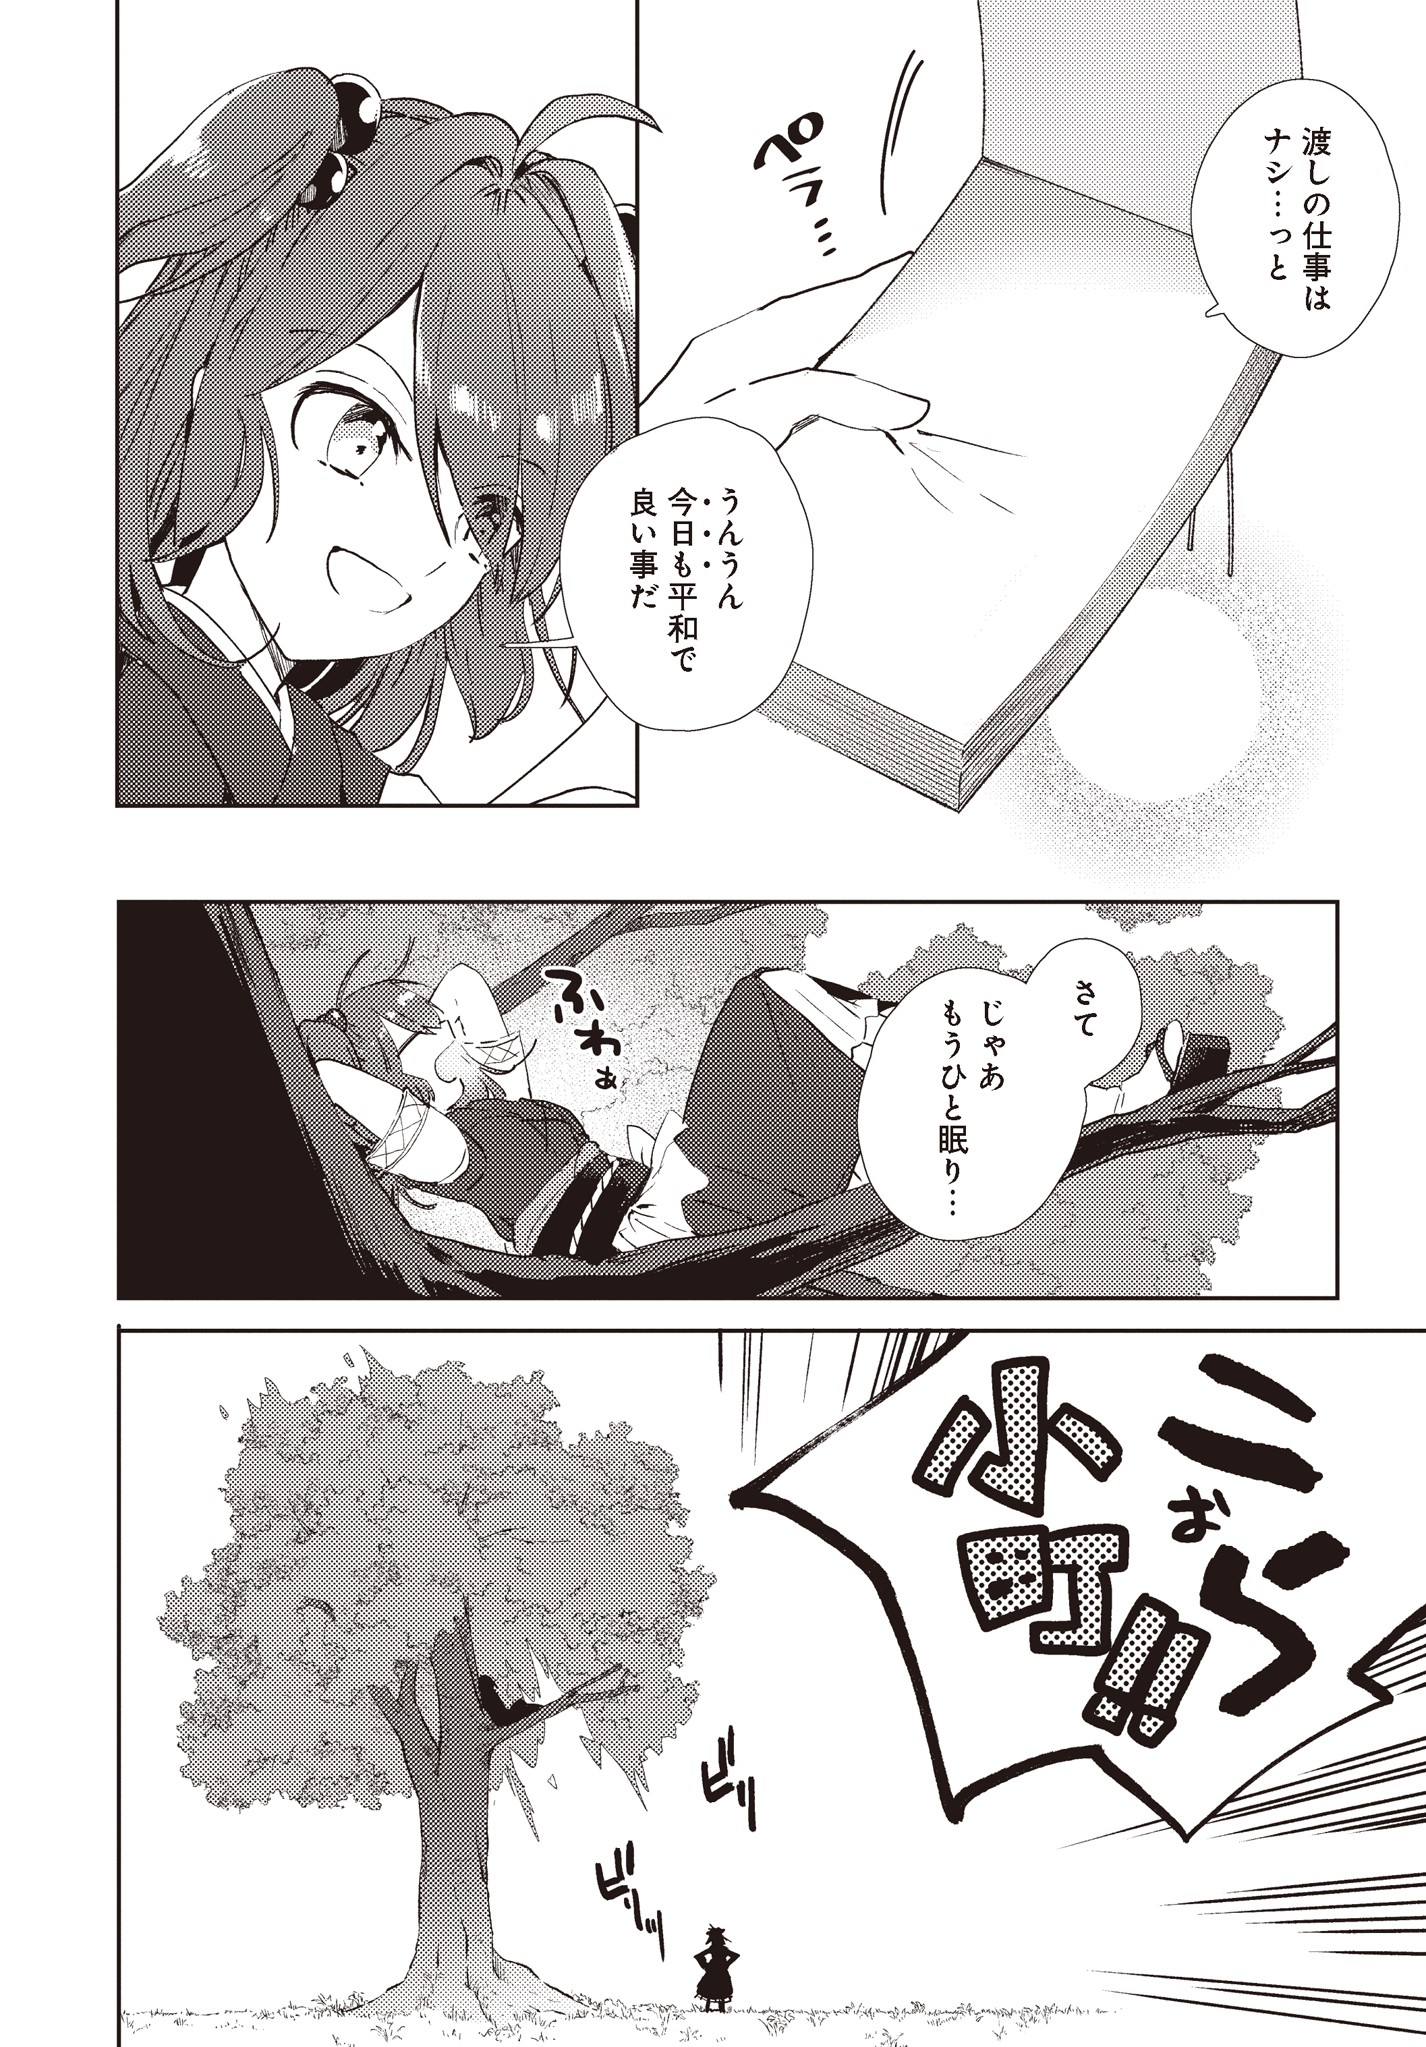 渡しの仕事は
ナシ…っと
ペラ…
うんうん
今日も平和で
良い事だ
さて
じゃあ
もうひと眠り…
ふわぁ
こぉら
小町!!
ビリ
ビリッ